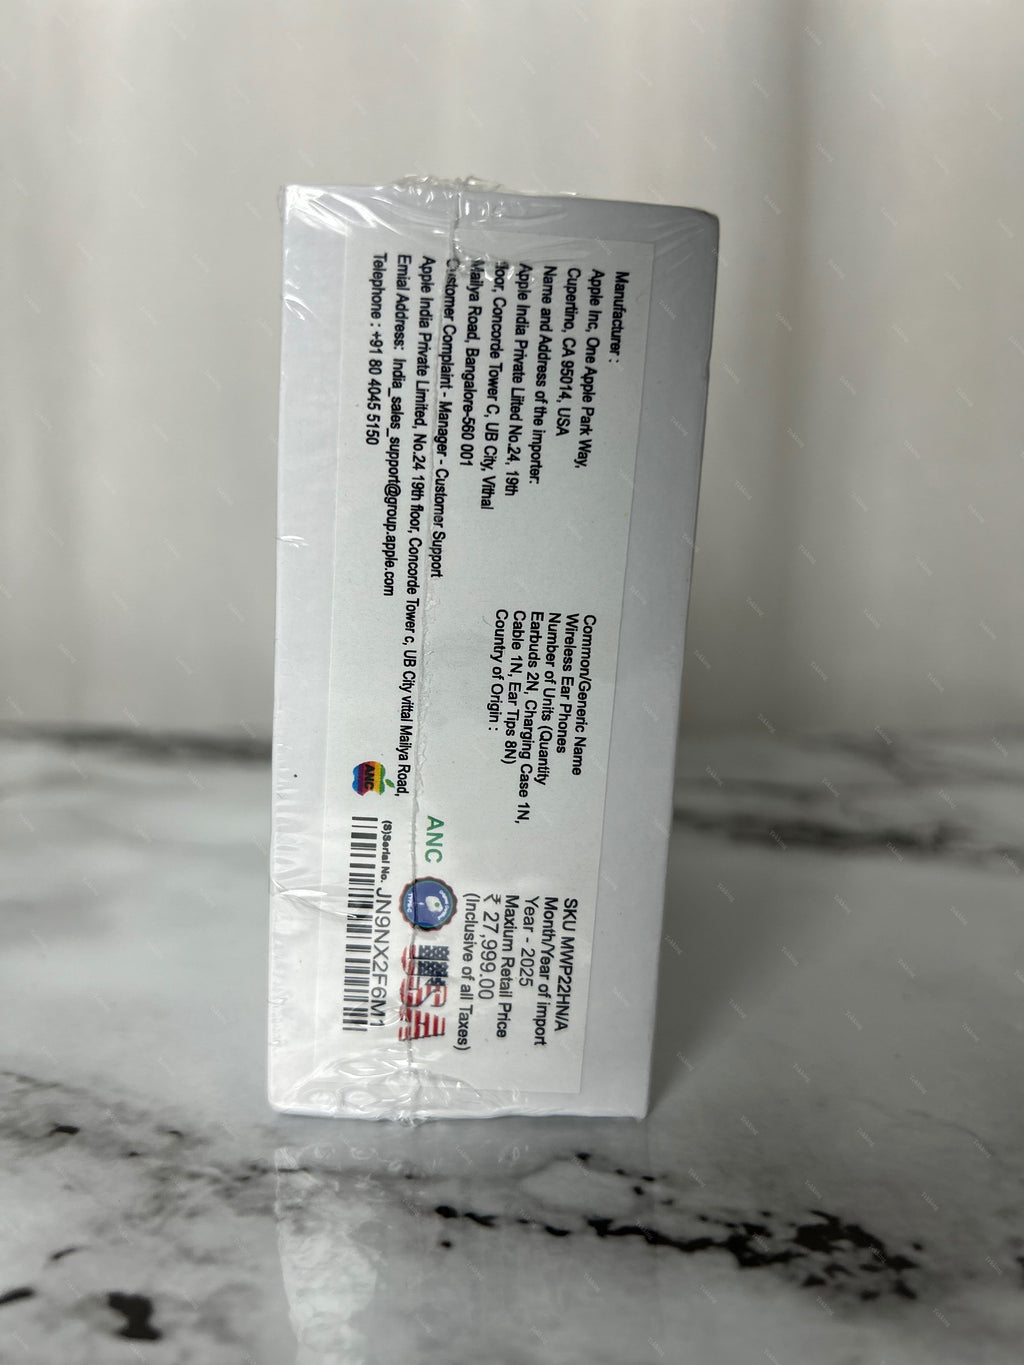 Manufacturer :
Apple Inc, One Apple Park Way,
Cupertino, CA 95014, USA
Name and Address of the importer:
Apple India Private Liited No.24, 19th
floor, Concorde Tower C, UB City, Vithal
Mailya Road, Bangalore-560 001
Customer Complaint - Manager - Customer Support
Apple India Private Limited, No.24 19th floor, Concorde Tower c, UB City vittal Mailya Road,
Emial Address: India_sales_support@group.apple.com
Telephone : +91 80 4045 5150
Common/Generic Name
Wireless Ear Phones
Number of Units (Quantity
Earbuds 2N, Charging Case 1N,
Cable 1N, Ear Tips 8N)
Country of Origin :
SKU MWP22HN/A
Month/Year of import
Year - 2025
Maxium Retail Price
₹ 27,999.00
(Inclusive of all Taxes)
ANC
USA
ANC
(S)Serial No. JN9NX2F6M1